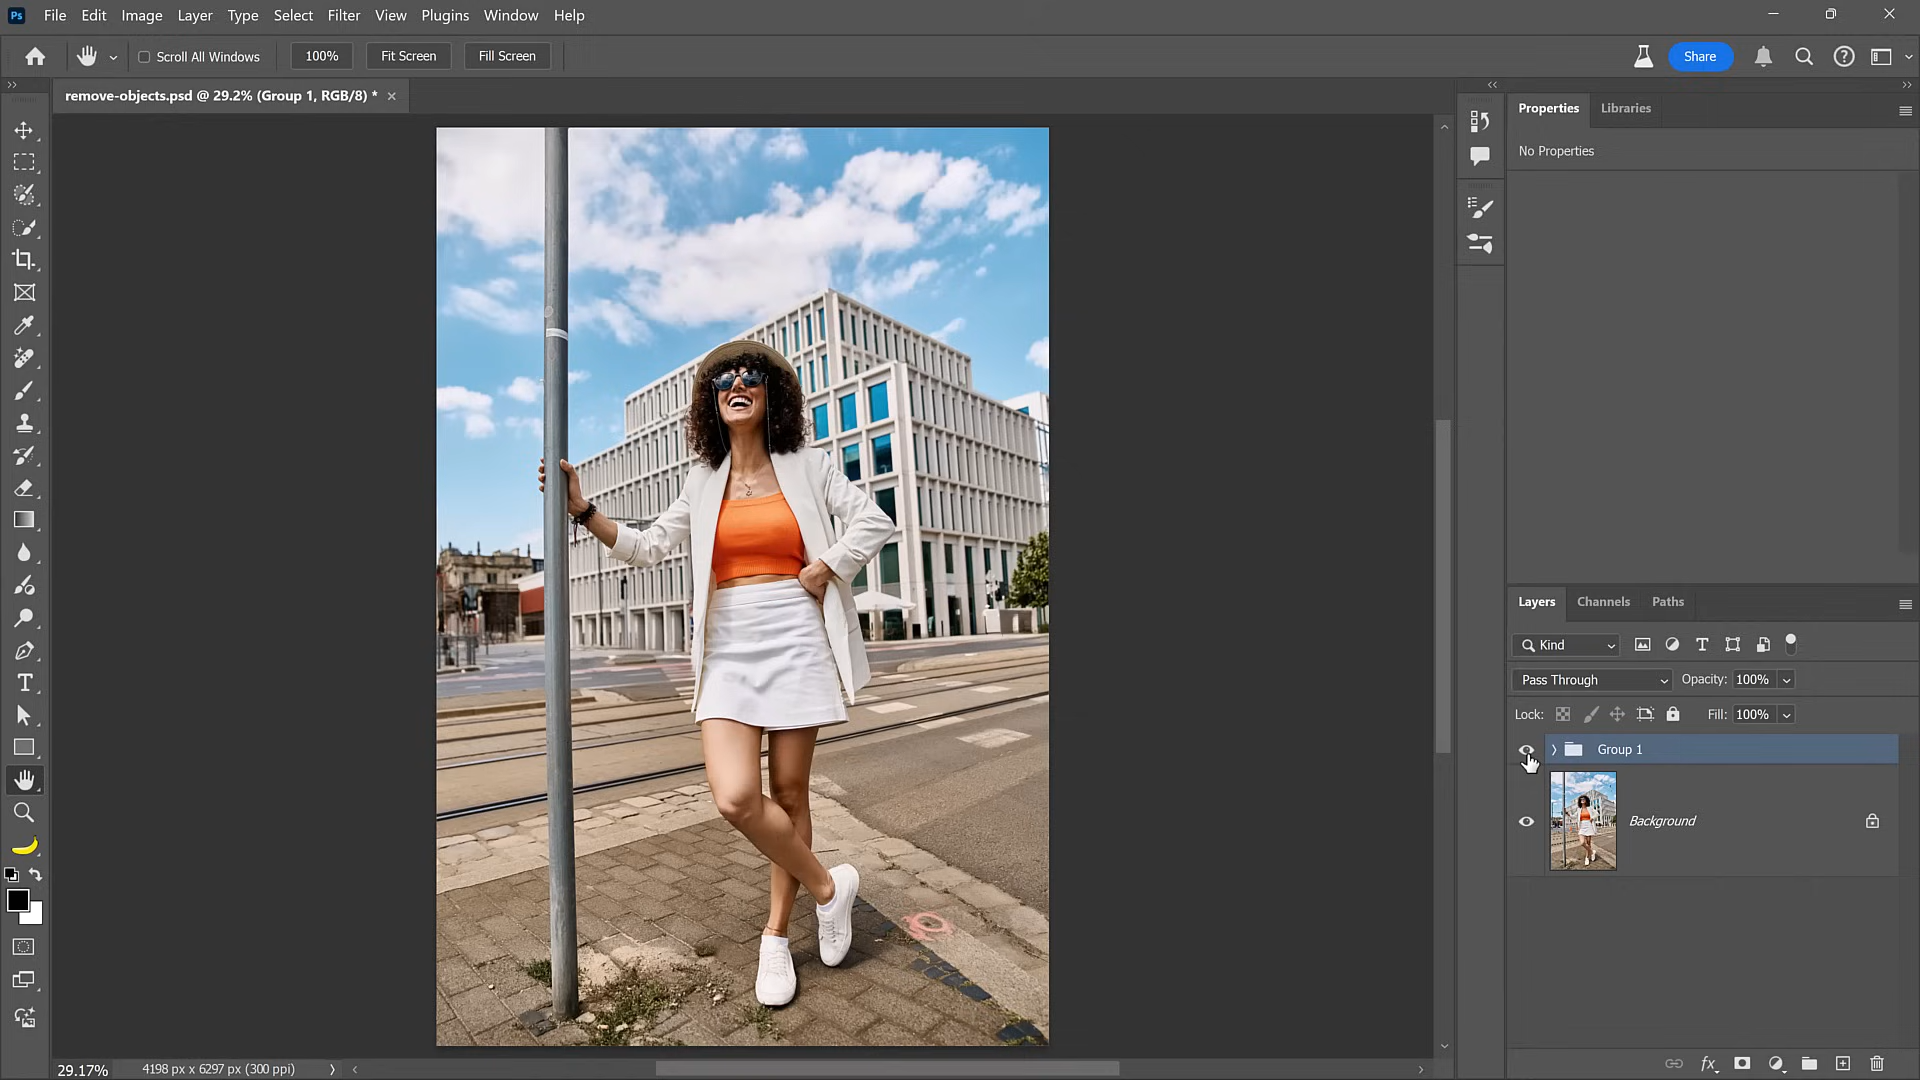 Ps File Edit Image Layer Type Select Filter View Plugins Window Help
Scroll All Windows 100% Fit Screen Fill Screen Share
remove-objects.psd @ 29.2% (Group 1, RGB/8) *
Properties Libraries
No Properties
Layers Channels Paths
Kind
Pass Through Opacity: 100%
Lock: Fill: 100%
Group 1
Background
29.17% 4198 px x 6297 px (300 ppi)